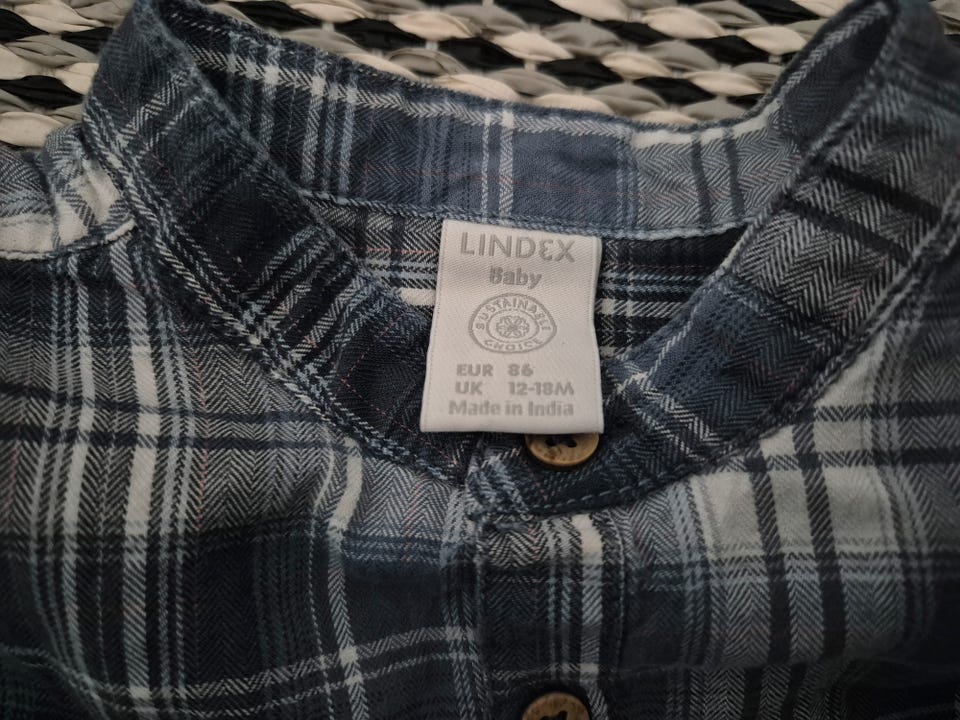 LINDEX
Baby
SUSTAINABLE
CHOICE
EUR 86
UK 12-18M
Made in India